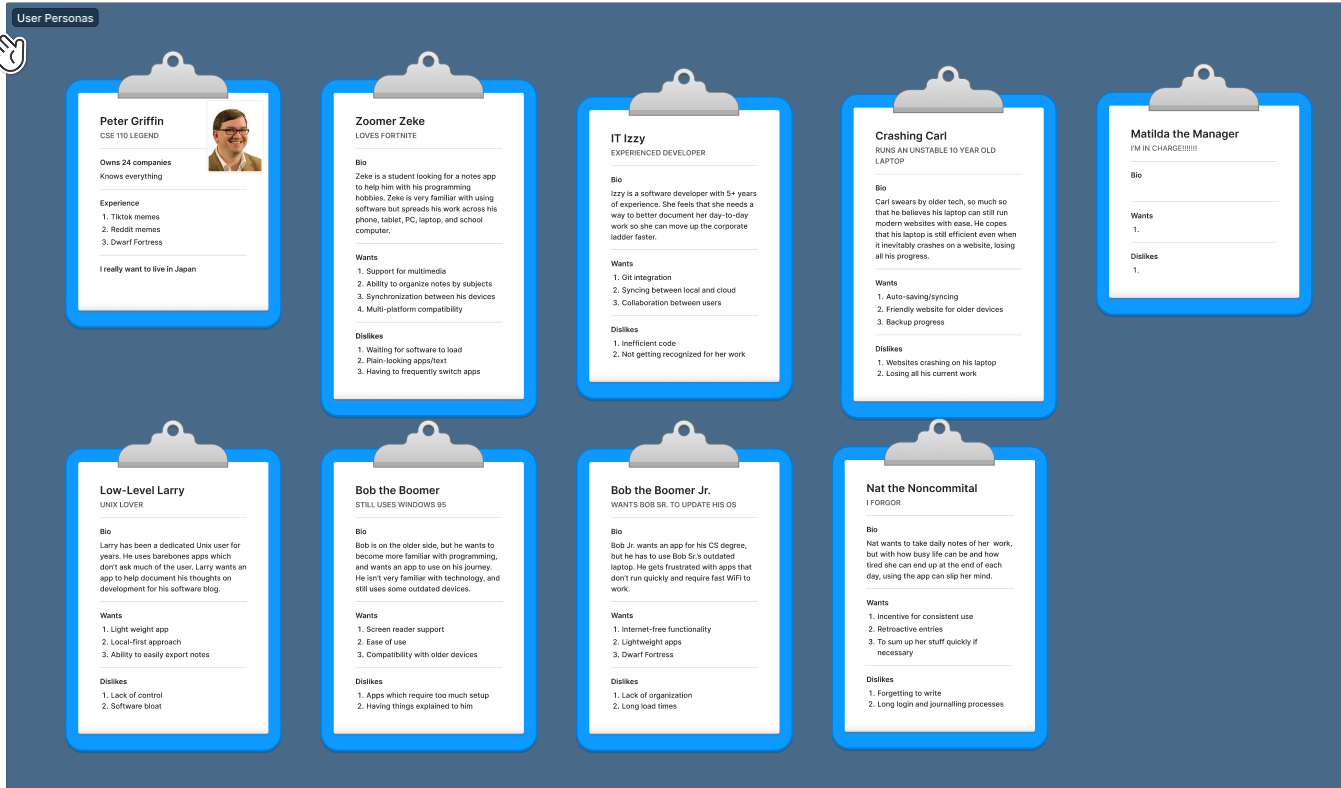 User Personas
Peter Griffin
CSE 110 LEGEND
Owns 24 companies
Knows everything
Experience
1. Tiktok memes
2. Reddit memes
3. Dwarf Fortress
I really want to live in Japan
Zoomer Zeke
LOVES FORTNITE
Bio
Zeke is a student looking for a notes app
to help him with his programming
hobbies. Zeke is very familiar with using
software but spreads his work across his
phone, tablet, PC, laptop, and school
computer.
Wants
1. Support for multimedia
2. Ability to organize notes by subjects
3. Synchronization between his devices
4. Multi-platform compatibility
Dislikes
1. Waiting for software to load
2. Plain-looking apps/text
3. Having to frequently switch apps
IT Izzy
EXPERIENCED DEVELOPER
Bio
Izzy is a software developer with 5+ years
of experience. She feels that she needs a
way to better document her day-to-day
work so she can move up the corporate
ladder faster.
Wants
1. Git integration
2. Syncing between local and cloud
3. Collaboration between users
Dislikes
1. Inefficient code
2. Not getting recognized for her work
Crashing Carl
RUNS AN UNSTABLE 10 YEAR OLD
LAPTOP
Bio
Carl swears by older tech, so much so
that he believes his laptop can still run
modern websites with ease. He copes
that his laptop is still efficient even when
it inevitably crashes on a website, losing
all his progress.
Wants
1. Auto-saving/syncing
2. Friendly website for older devices
3. Backup progress
Dislikes
1. Websites crashing on his laptop
2. Losing all his current work
Matilda the Manager
I'M IN CHARGE!!!!!!!
Bio
Wants
1.
Dislikes
1.
Low-Level Larry
UNIX LOVER
Bio
Larry has been a dedicated Unix user for
years. He uses barebones apps which
don't ask much of the user. Larry wants an
app to help document his thoughts on
development for his software blog.
Wants
1. Light weight app
2. Local-first approach
3. Ability to easily export notes
Dislikes
1. Lack of control
2. Software bloat
Bob the Boomer
STILL USES WINDOWS 95
Bio
Bob is on the older side, but he wants to
become more familiar with programming,
and wants an app to use on his journey.
He isn't very familiar with technology, and
still uses some outdated devices.
Wants
1. Screen reader support
2. Ease of use
3. Compatibility with older devices
Dislikes
1. Apps which require too much setup
2. Having things explained to him
Bob the Boomer Jr.
WANTS BOB SR. TO UPDATE HIS OS
Bio
Bob Jr. wants an app for his CS degree,
but he has to use Bob Sr.'s outdated
laptop. He gets frustrated with apps that
don't run quickly and require fast WiFi to
work.
Wants
1. Internet-free functionality
2. Lightweight apps
3. Dwarf Fortress
Dislikes
1. Lack of organization
2. Long load times
Nat the Noncommital
I FORGOR
Bio
Nat wants to take daily notes of her work,
but with how busy life can be and how
tired she can end up at the end of each
day, using the app can slip her mind.
Wants
1. Incentive for consistent use
2. Retroactive entries
3. To sum up her stuff quickly if
necessary
Dislikes
1. Forgetting to write
2. Long login and journalling processes